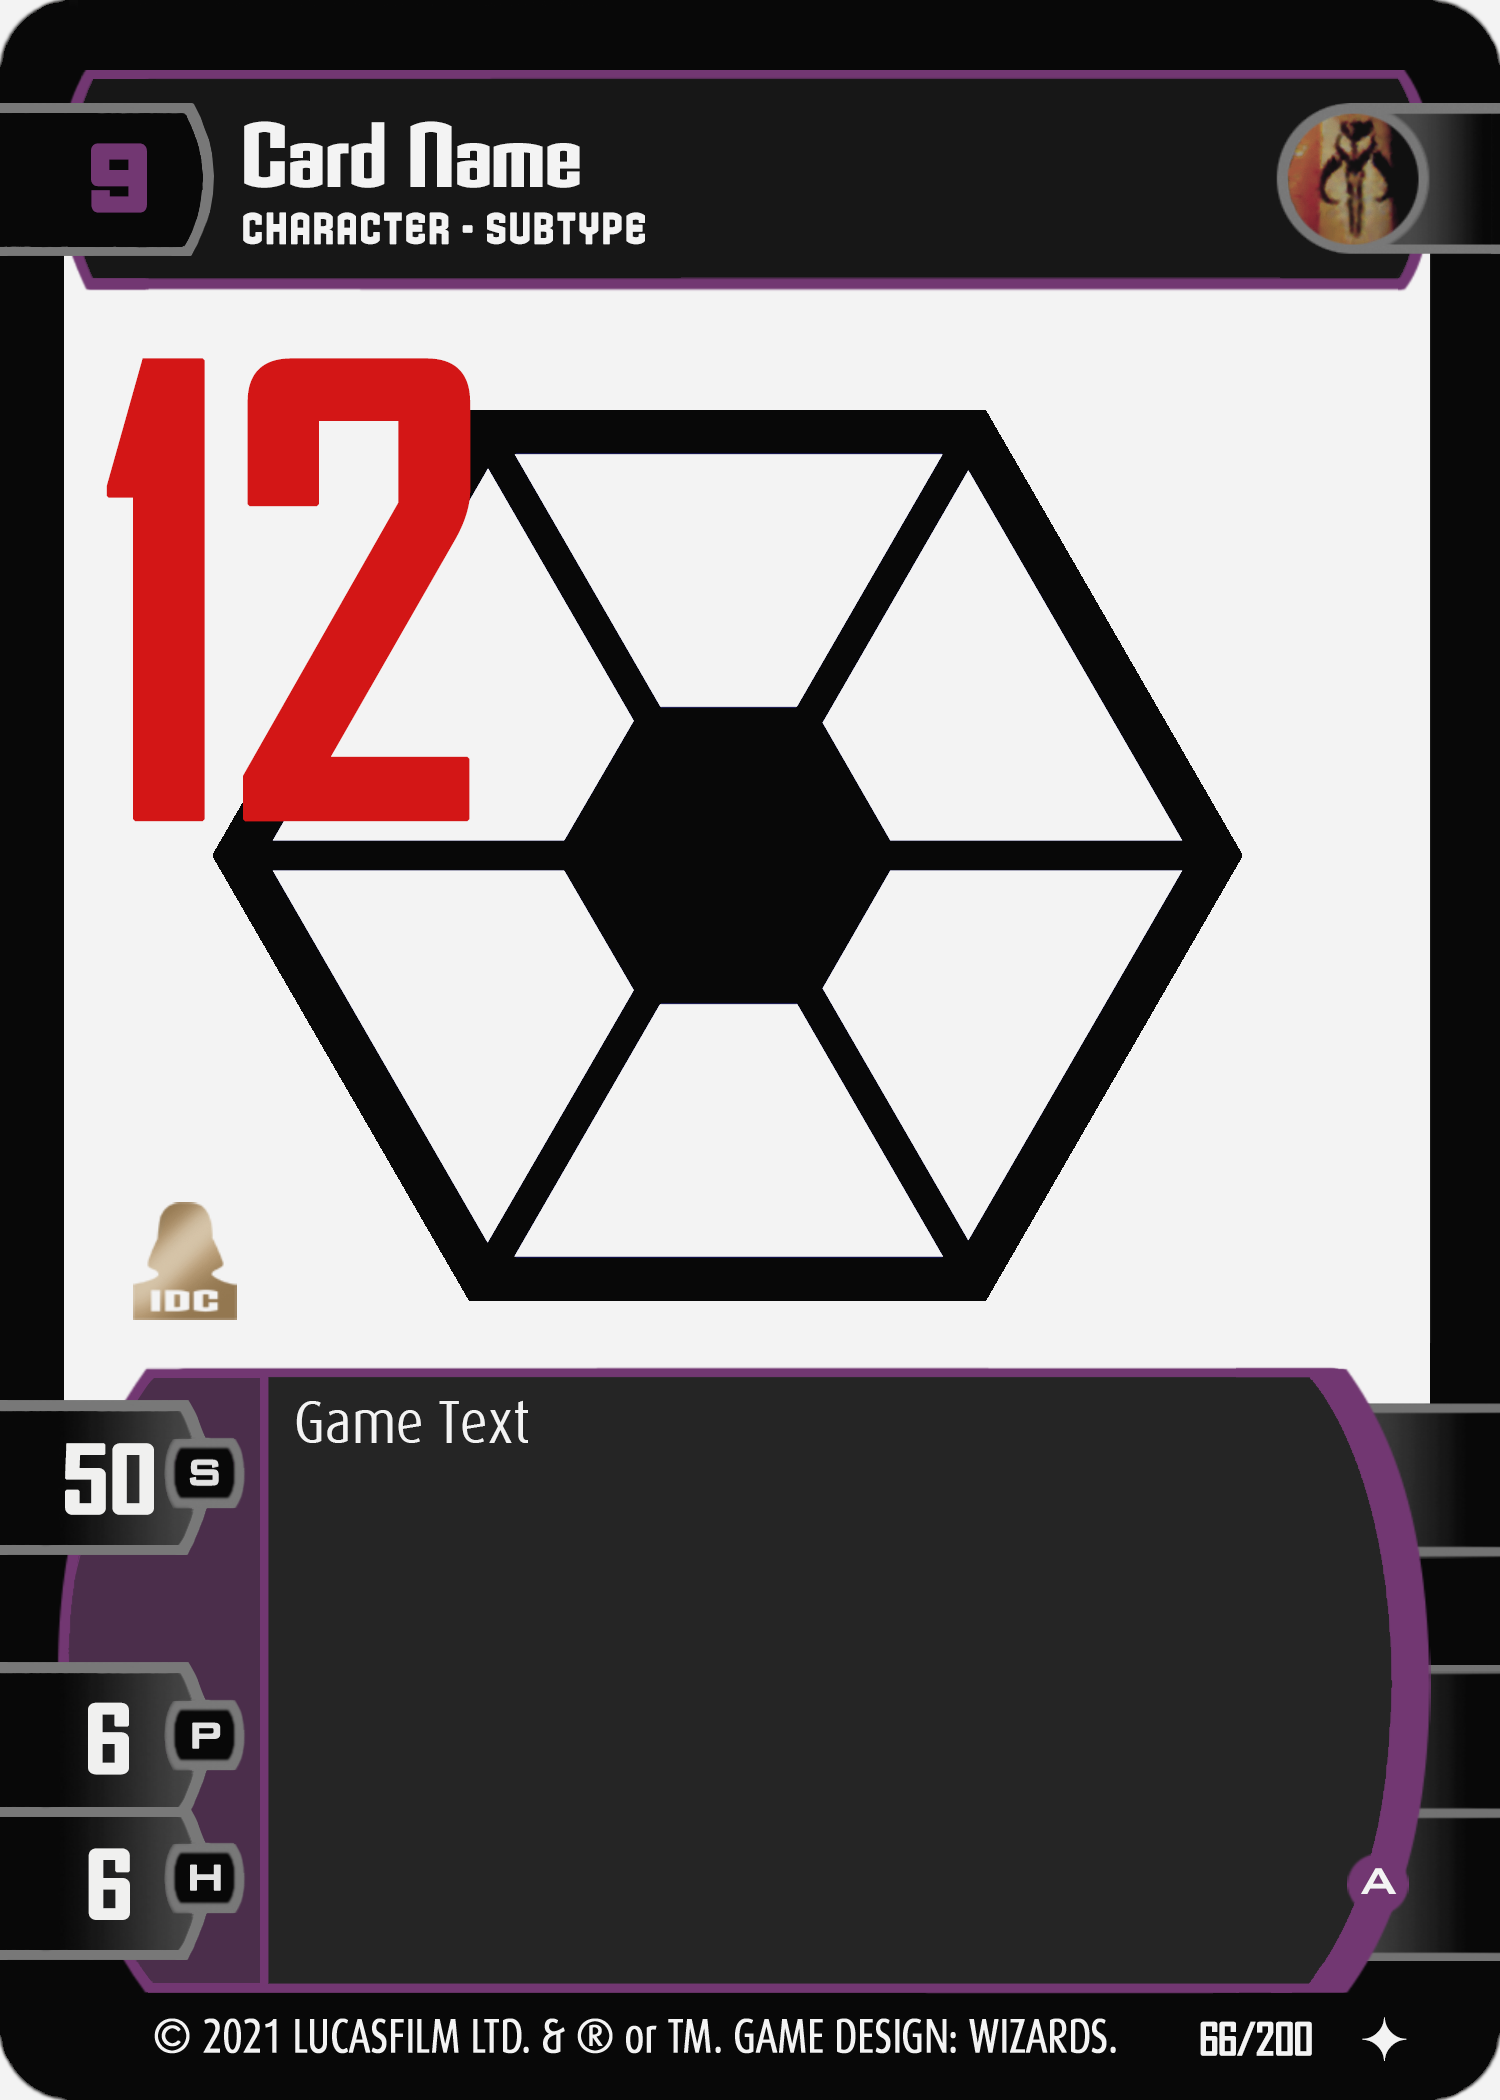 9
Card Name
CHARACTER - SUBTYPE
12
IDC
50 S
Game Text
6 P
6 H
A
© 2021 LUCASFILM LTD. & ® or TM. GAME DESIGN: WIZARDS.
66/200